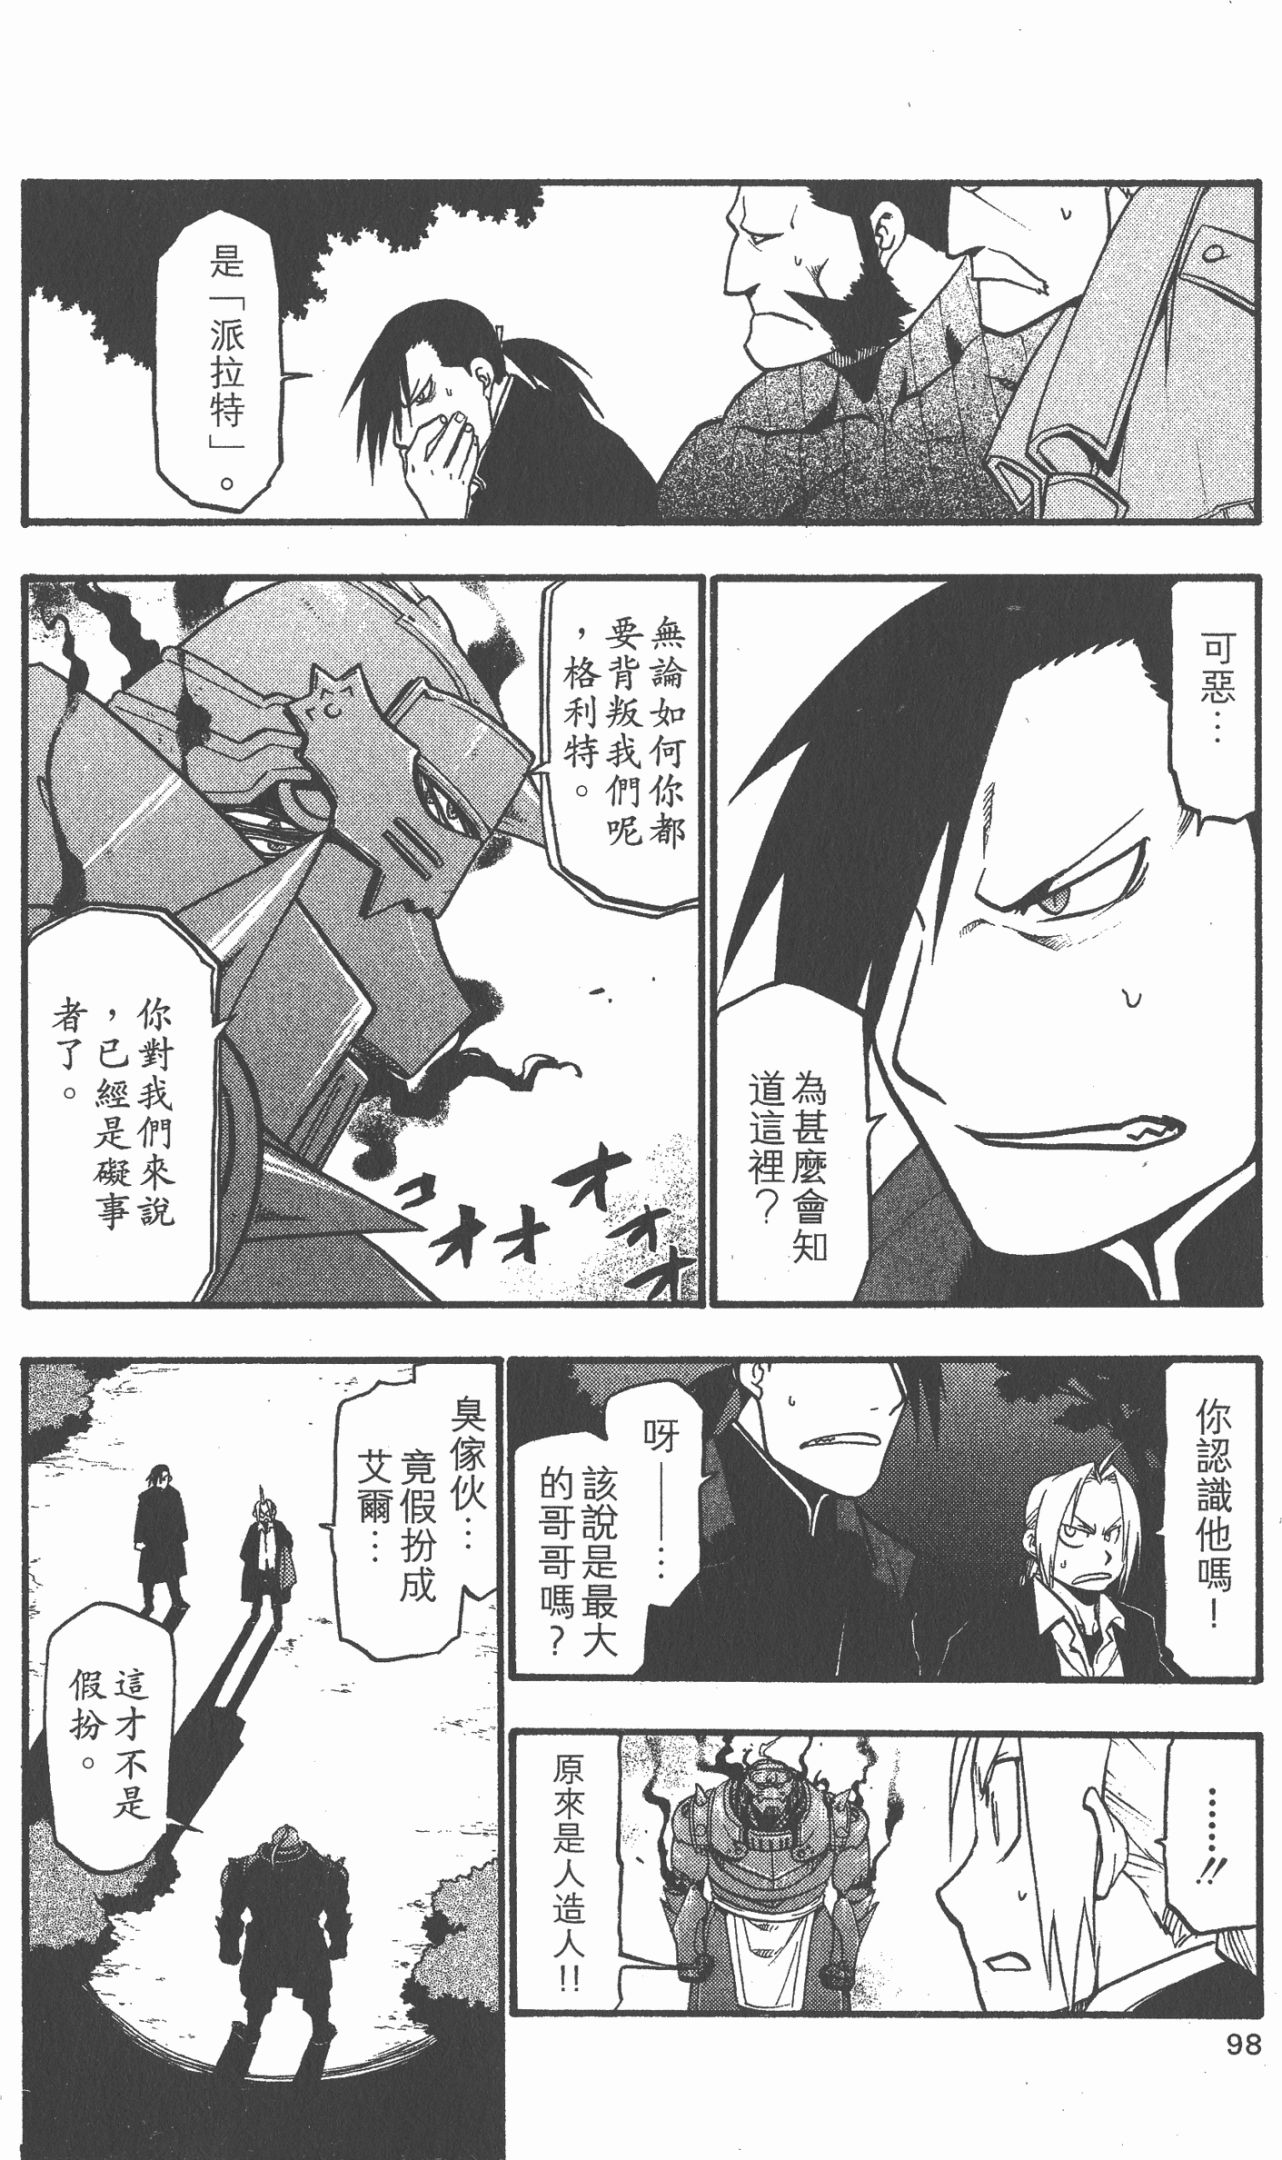 是「派拉特」。
可惡…
為甚麼會知
道這裡？
無論如何你都
要背叛我們呢
，格利特。
你對我們來說
，已經是礙事
者了。
コオオオオオ
你認識他嗎！
呀——…
該說是最大
的哥哥嗎？
……!!
原來是人造人!!
臭傢伙…
竟假扮成
艾爾…
這才不是
假扮。
98